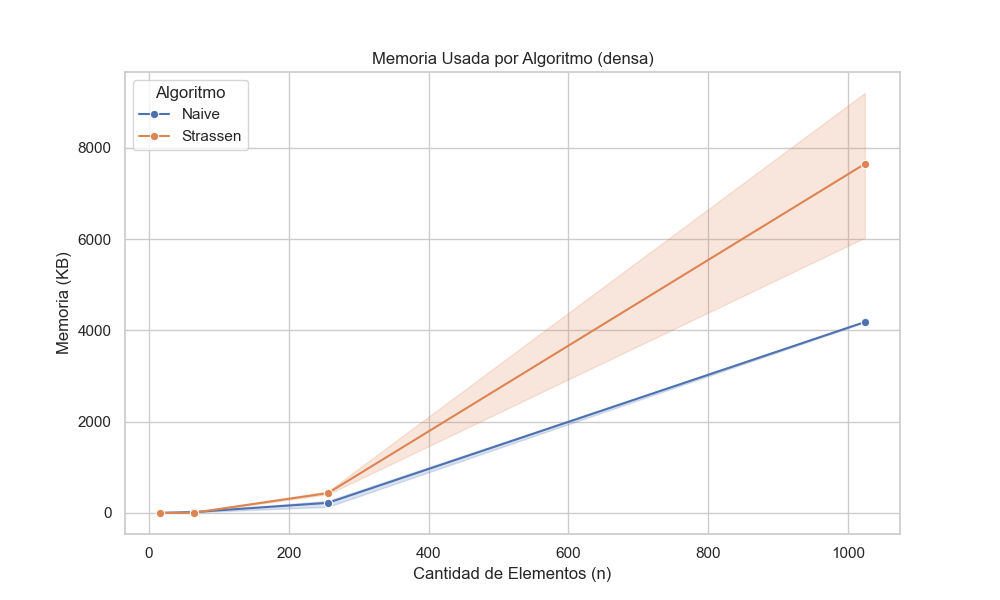 Memoria Usada por Algoritmo (densa)
Algoritmo
Naive
Strassen
8000
6000
4000
2000
0
Memoria (KB)
0 200 400 600 800 1000
Cantidad de Elementos (n)